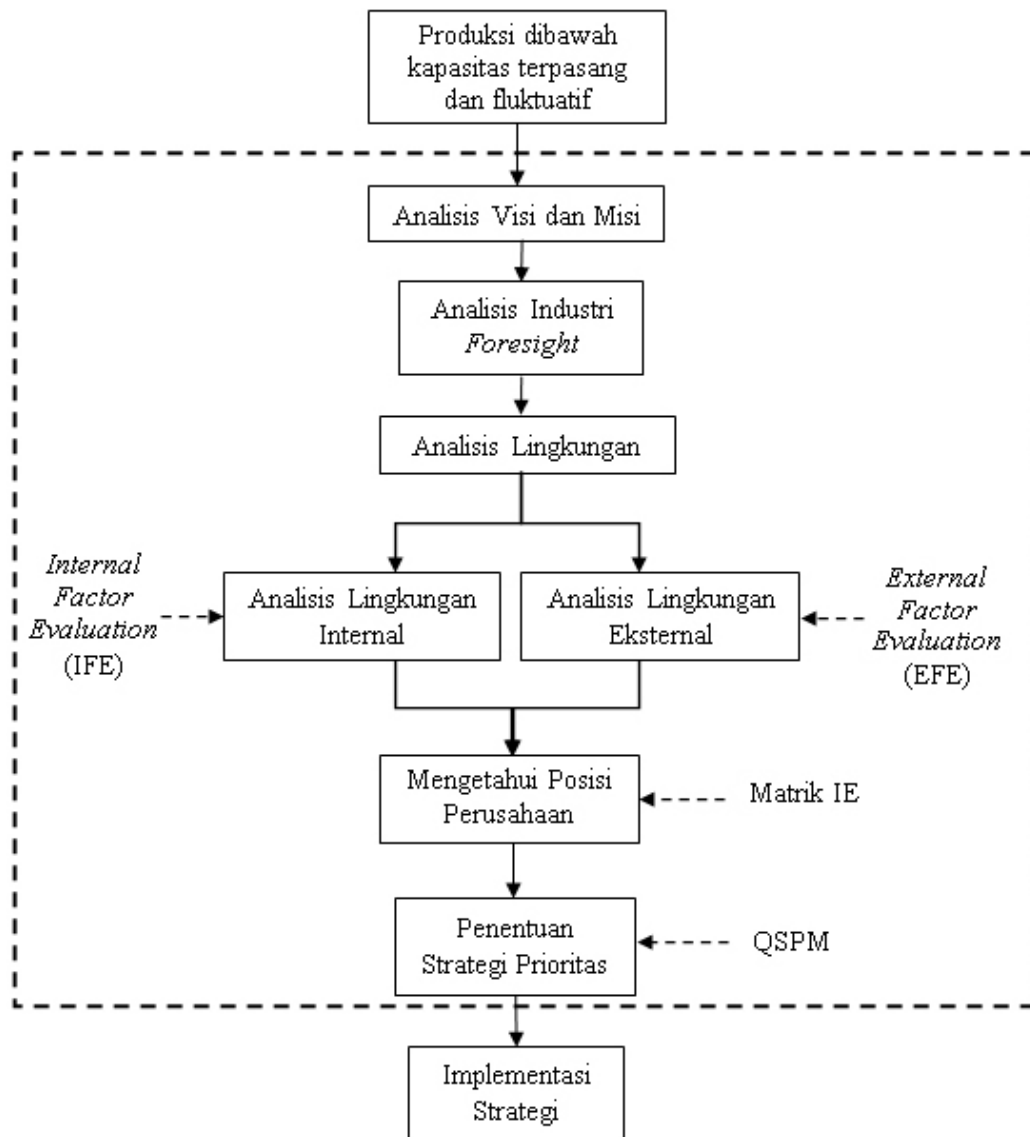 Produksi dibawah
kapasitas terpasang
dan fluktuatif
Analisis Visi dan Misi
Analisis Industri
Foresight
Analisis Lingkungan
Internal
Factor
Evaluation
(IFE)
Analisis Lingkungan
Internal
Analisis Lingkungan
Eksternal
External
Factor
Evaluation
(EFE)
Mengetahui Posisi
Perusahaan
Matrik IE
Penentuan
Strategi Prioritas
QSPM
Implementasi
Strategi